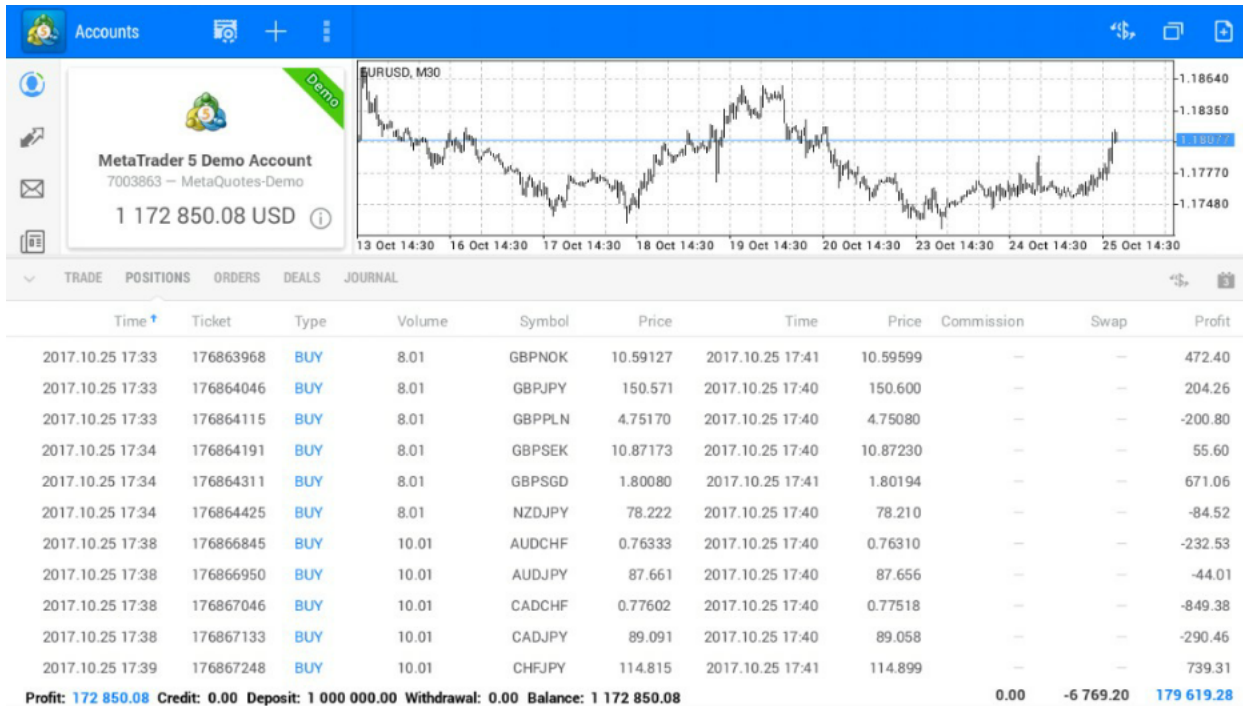 Accounts
Demo
MetaTrader 5 Demo Account
7003863 — MetaQuotes-Demo
1 172 850.08 USD
EURUSD, M30
1.18640
1.18350
1.18077
1.17770
1.17480
13 Oct 14:30 16 Oct 14:30 17 Oct 14:30 18 Oct 14:30 19 Oct 14:30 20 Oct 14:30 23 Oct 14:30 24 Oct 14:30 25 Oct 14:30
TRADE POSITIONS ORDERS DEALS JOURNAL
Time Ticket Type Volume Symbol Price Time Price Commission Swap Profit
2017.10.25 17:33 176863968 BUY 8.01 GBPNOK 10.59127 2017.10.25 17:41 10.59599 — — 472.40
2017.10.25 17:33 176864046 BUY 8.01 GBPJPY 150.571 2017.10.25 17:40 150.600 — — 204.26
2017.10.25 17:33 176864115 BUY 8.01 GBPPLN 4.75170 2017.10.25 17:40 4.75080 — — -200.80
2017.10.25 17:34 176864191 BUY 8.01 GBPSEK 10.87173 2017.10.25 17:40 10.87230 — — 55.60
2017.10.25 17:34 176864311 BUY 8.01 GBPSGD 1.80080 2017.10.25 17:41 1.80194 — — 671.06
2017.10.25 17:34 176864425 BUY 8.01 NZDJPY 78.222 2017.10.25 17:40 78.210 — — -84.52
2017.10.25 17:38 176866845 BUY 10.01 AUDCHF 0.76333 2017.10.25 17:40 0.76310 — — -232.53
2017.10.25 17:38 176866950 BUY 10.01 AUDJPY 87.661 2017.10.25 17:40 87.656 — — -44.01
2017.10.25 17:38 176867046 BUY 10.01 CADCHF 0.77602 2017.10.25 17:40 0.77518 — — -849.38
2017.10.25 17:38 176867133 BUY 10.01 CADJPY 89.091 2017.10.25 17:40 89.058 — — -290.46
2017.10.25 17:39 176867248 BUY 10.01 CHFJPY 114.815 2017.10.25 17:41 114.899 — — 739.31
Profit: 172 850.08 Credit: 0.00 Deposit: 1 000 000.00 Withdrawal: 0.00 Balance: 1 172 850.08 0.00 -6 769.20 179 619.28